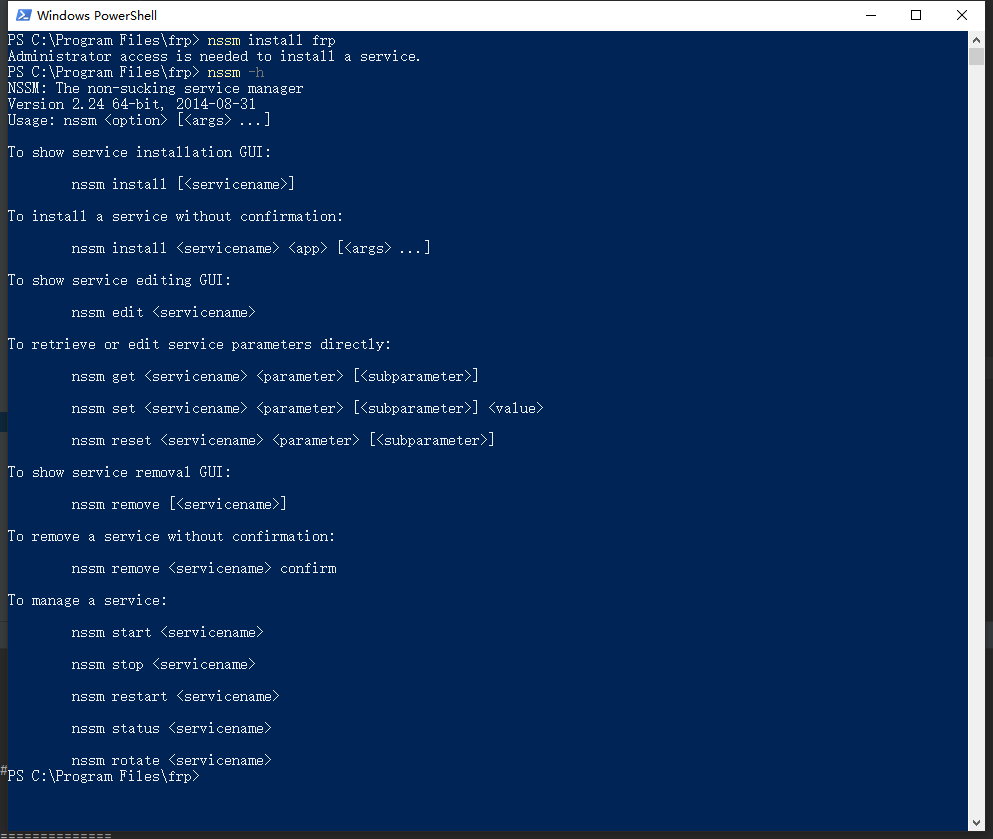 Windows PowerShell
PS C:\Program Files\frp> nssm install frp
Administrator access is needed to install a service.
PS C:\Program Files\frp> nssm -h
NSSM: The non-sucking service manager
Version 2.24 64-bit, 2014-08-31
Usage: nssm <option> [<args> ...]
To show service installation GUI:
nssm install [<servicename>]
To install a service without confirmation:
nssm install <servicename> <app> [<args> ...]
To show service editing GUI:
nssm edit <servicename>
To retrieve or edit service parameters directly:
nssm get <servicename> <parameter> [<subparameter>]
nssm set <servicename> <parameter> [<subparameter>] <value>
nssm reset <servicename> <parameter> [<subparameter>]
To show service removal GUI:
nssm remove [<servicename>]
To remove a service without confirmation:
nssm remove <servicename> confirm
To manage a service:
nssm start <servicename>
nssm stop <servicename>
nssm restart <servicename>
nssm status <servicename>
nssm rotate <servicename>
#
PS C:\Program Files\frp>
==============